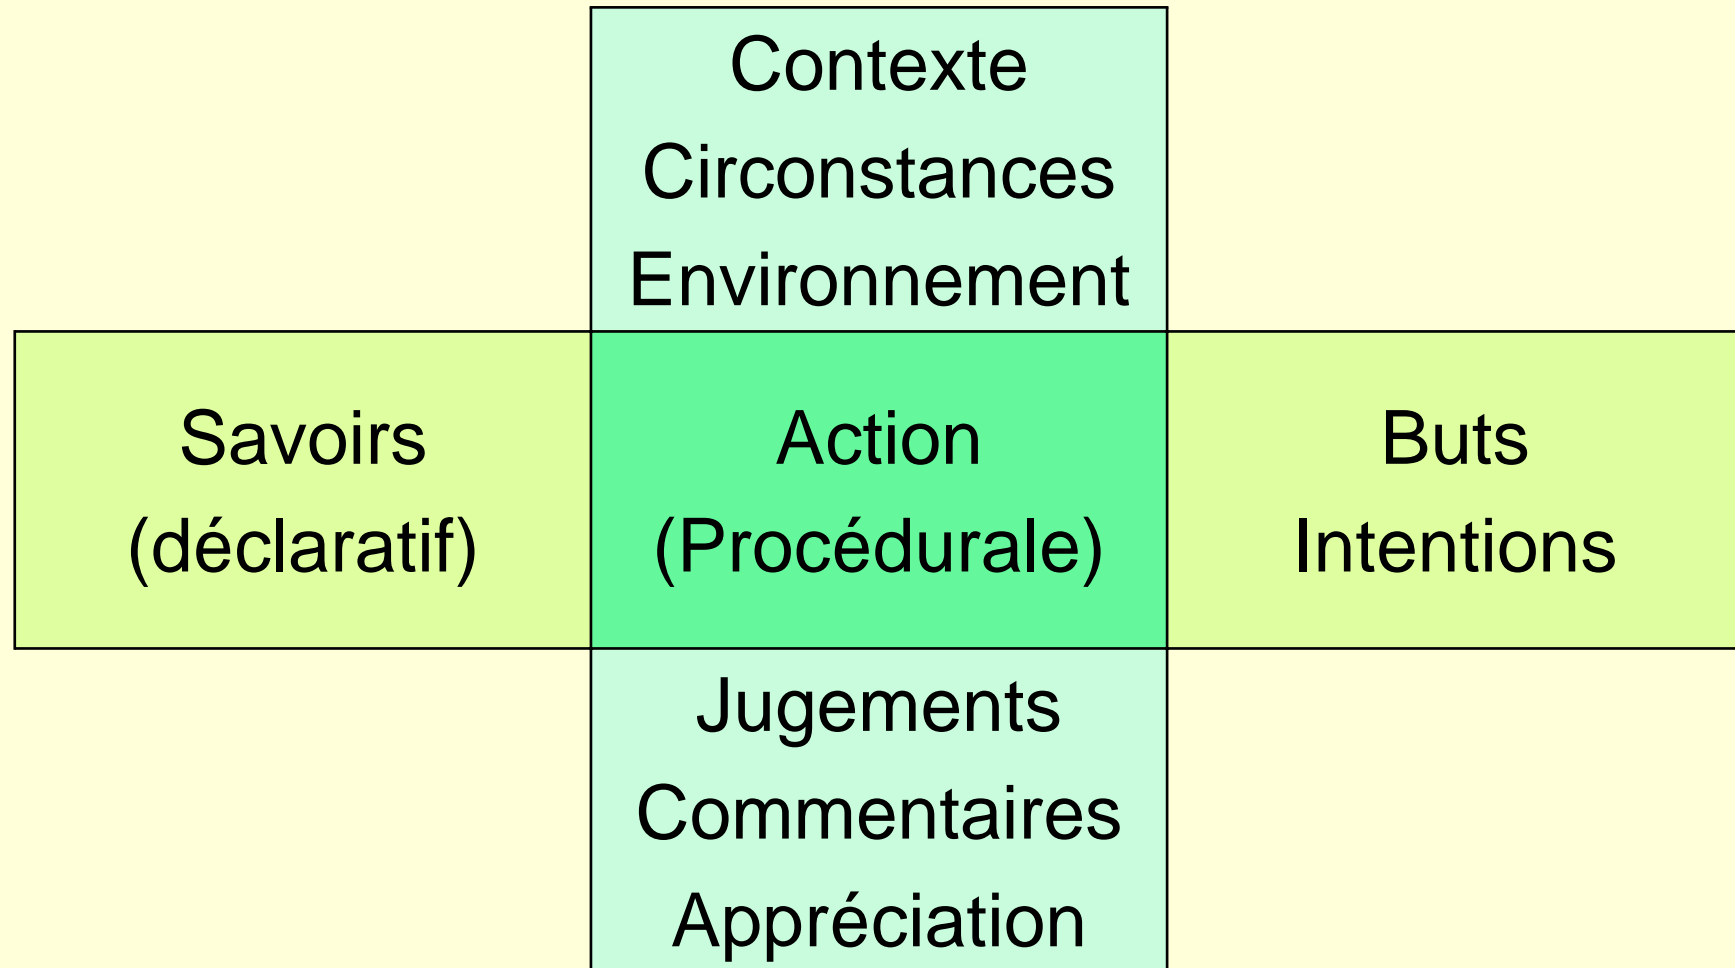 Contexte
Circonstances
Environnement
Savoirs
(déclaratif)
Action
(Procédurale)
Buts
Intentions
Jugements
Commentaires
Appréciation